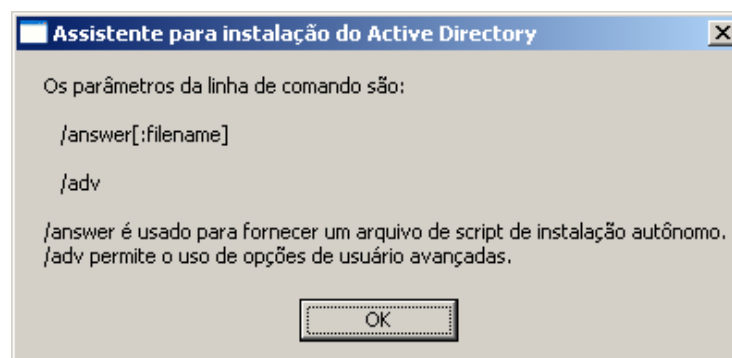 Assistente para instalação do Active Directory
Os parâmetros da linha de comando são:
/answer[:filename]
/adv
/answer é usado para fornecer um arquivo de script de instalação autônomo.
/adv permite o uso de opções de usuário avançadas.
OK